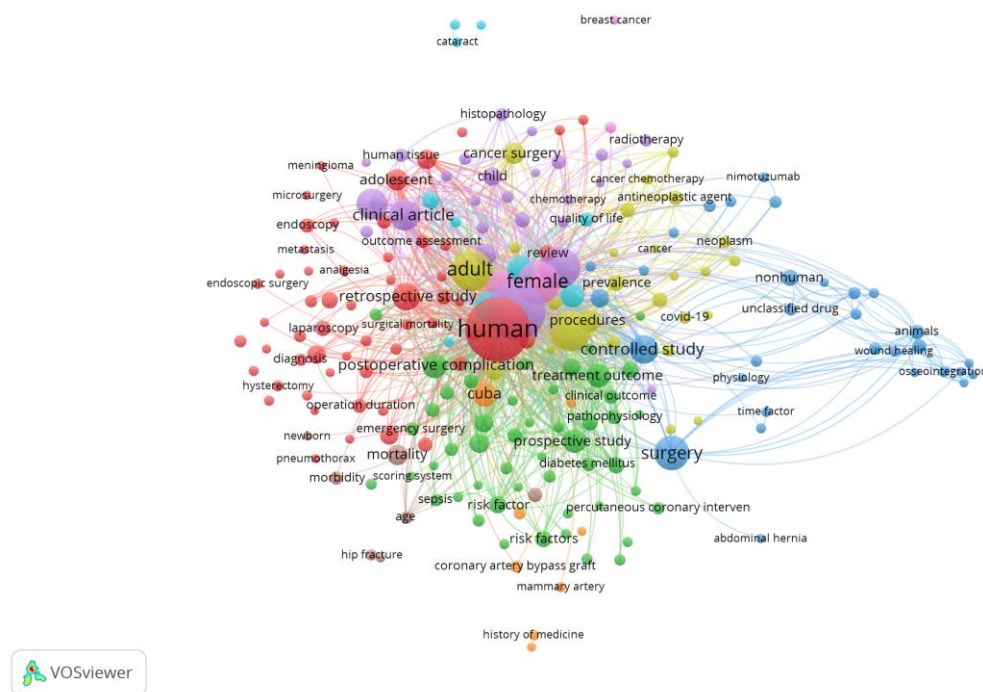 breast cancer
cataract
histopathology
radiotherapy
human tissue
cancer surgery
meningioma
adolescent
child
cancer chemotherapy
nimotuzumab
microsurgery
chemotherapy
antineoplastic agent
clinical article
quality of life
endoscopy
outcome assessment
cancer
neoplasm
metastasis
review
analgesia
adult
female
prevalence
nonhuman
endoscopic surgery
retrospective study
unclassified drug
surgical mortality
procedures
covid-19
laparoscopy
human
animals
controlled study
wound healing
diagnosis
postoperative complication
osseointegration
treatment outcome
physiology
hysterectomy
cuba
clinical outcome
operation duration
pathophysiology
time factor
emergency surgery
newborn
prospective study
mortality
surgery
pneumothorax
diabetes mellitus
morbidity
scoring system
sepsis
risk factor
percutaneous coronary interven
age
risk factors
abdominal hernia
hip fracture
coronary artery bypass graft
mammary artery
history of medicine
VOSviewer